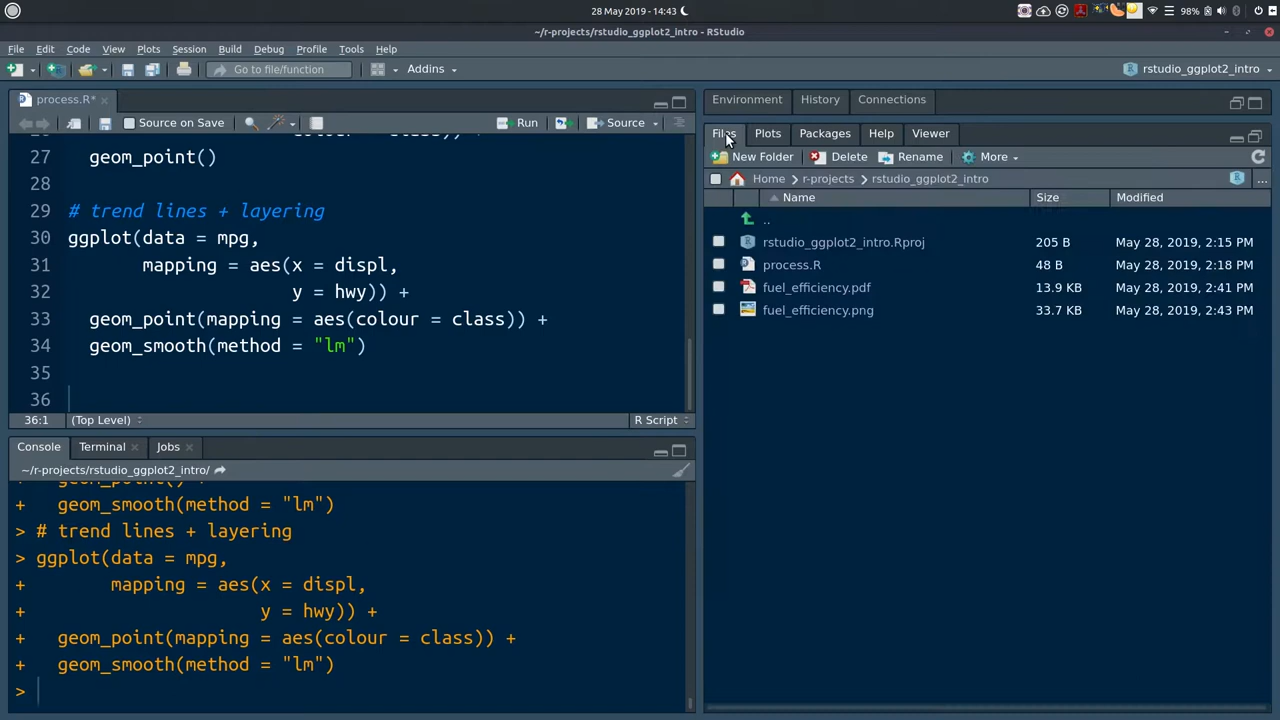 28 May 2019 - 14:43
98%
~/r-projects/rstudio_ggplot2_intro - RStudio
File Edit Code View Plots Session Build Debug Profile Tools Help
Go to file/function Addins rstudio_ggplot2_intro
process.R*
Source on Save Run Source
27 geom_point()
28
29 # trend lines + layering
30 ggplot(data = mpg,
31 mapping = aes(x = displ,
32 y = hwy)) +
33 geom_point(mapping = aes(colour = class)) +
34 geom_smooth(method = "lm")
35
36
36:1 (Top Level) R Script
Console Terminal Jobs
~/r-projects/rstudio_ggplot2_intro/
+ geom_point() +
+ geom_smooth(method = "lm")
> # trend lines + layering
> ggplot(data = mpg,
+ mapping = aes(x = displ,
+ y = hwy)) +
+ geom_point(mapping = aes(colour = class)) +
+ geom_smooth(method = "lm")
>
Environment History Connections
Files Plots Packages Help Viewer
New Folder Delete Rename More
Home r-projects rstudio_ggplot2_intro ...
Name Size Modified
..
rstudio_ggplot2_intro.Rproj 205 B May 28, 2019, 2:15 PM
process.R 48 B May 28, 2019, 2:18 PM
fuel_efficiency.pdf 13.9 KB May 28, 2019, 2:41 PM
fuel_efficiency.png 33.7 KB May 28, 2019, 2:43 PM